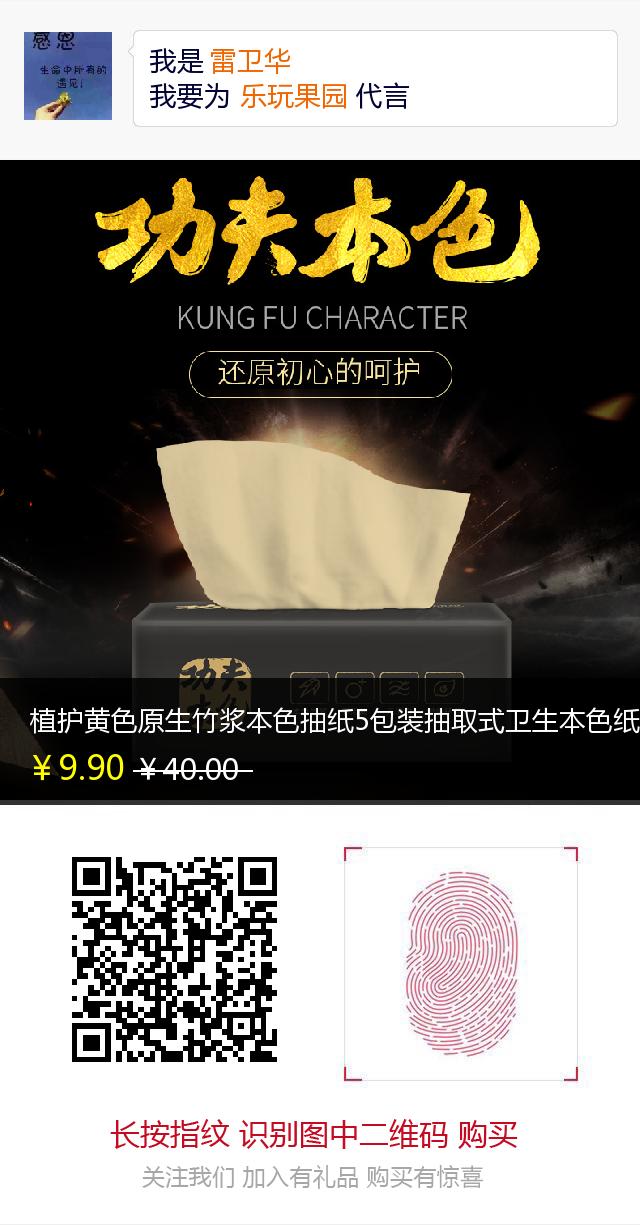 感恩
生命中所有的
遇见!
我是 雷卫华
我要为 乐玩果园 代言
功夫本色
KUNG FU CHARACTER
还原初心的呵护
功夫
植护黄色原生竹浆本色抽纸5包装抽取式卫生本色纸
￥9.90 ￥40.00
长按指纹 识别图中二维码 购买
关注我们 加入有礼品 购买有惊喜